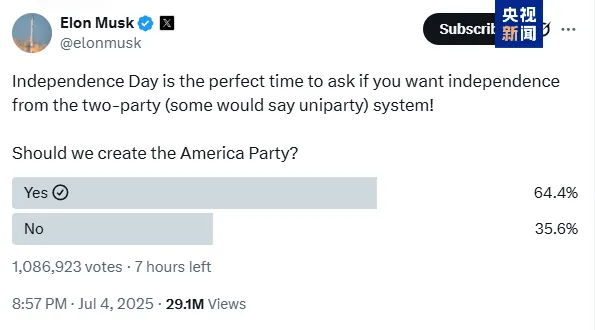 Elon Musk
@elonmusk
Subscrib
央视
新闻
Independence Day is the perfect time to ask if you want independence
from the two-party (some would say uniparty) system!
Should we create the America Party?
Yes 64.4%
No 35.6%
1,086,923 votes · 7 hours left
8:57 PM · Jul 4, 2025 · 29.1M Views